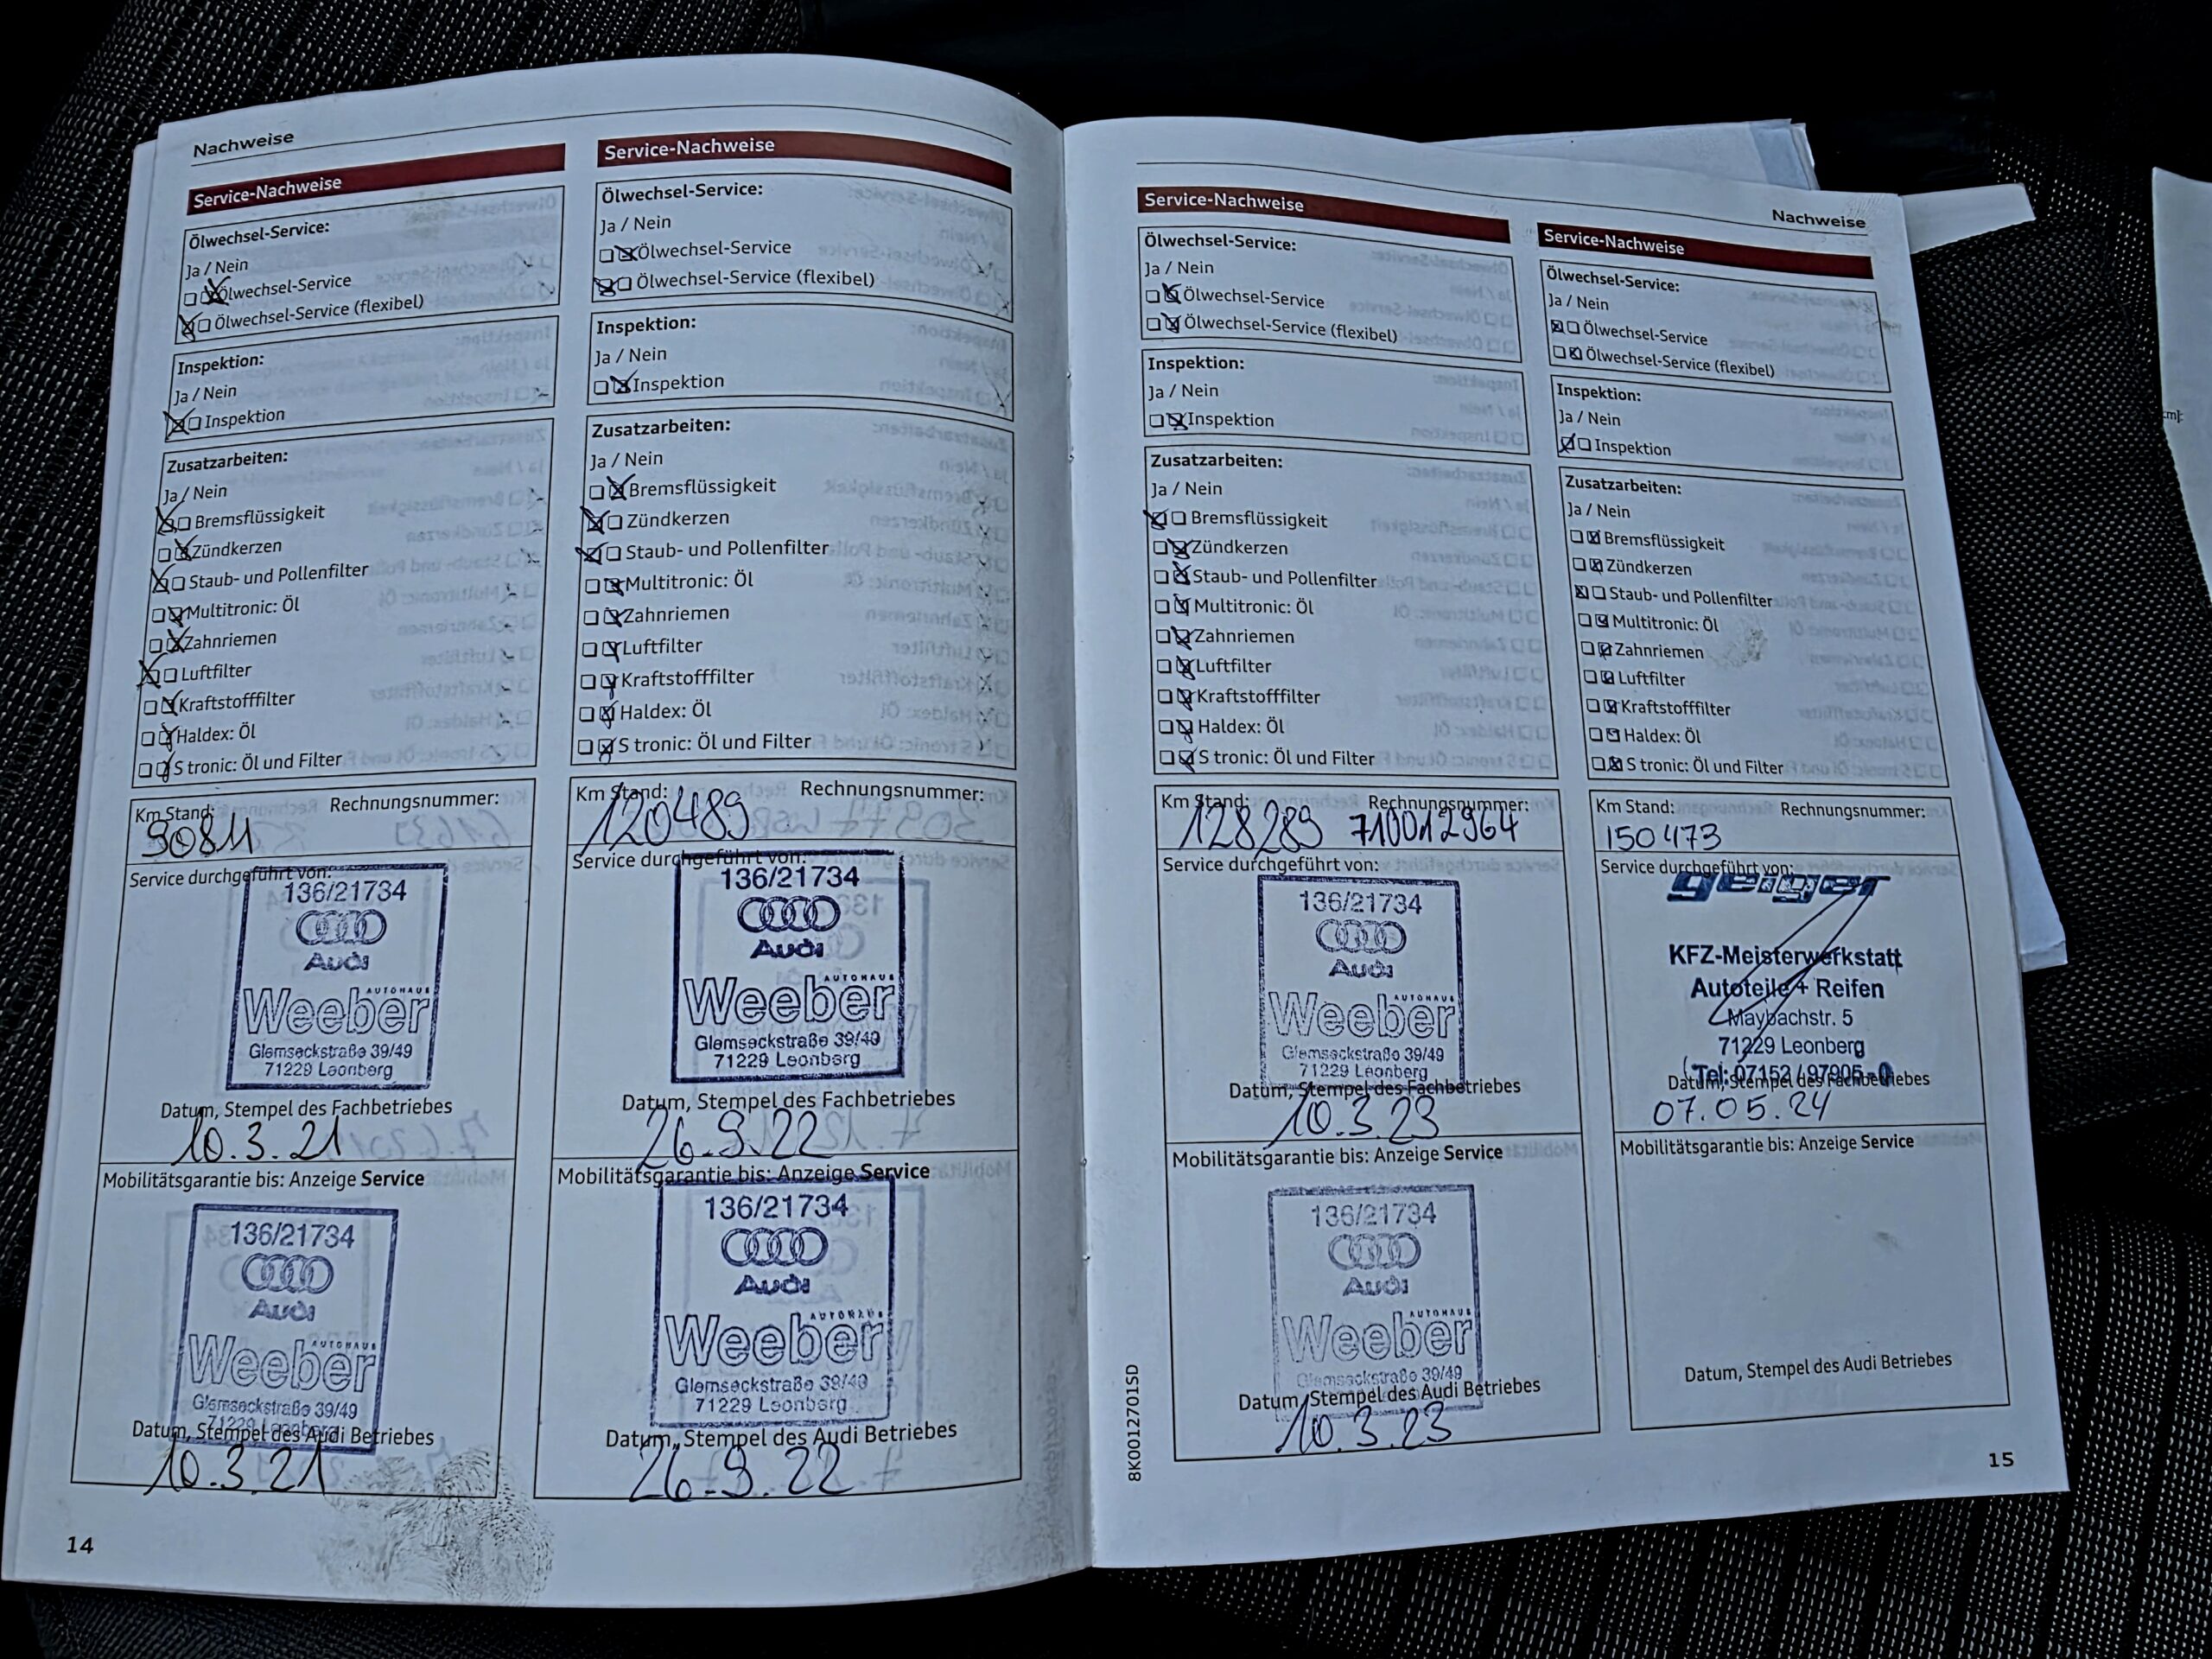 Nachweise
Service-Nachweise
Ölwechsel-Service:
Ja / Nein
Ölwechsel-Service
Ölwechsel-Service (flexibel)
Inspektion:
Ja / Nein
Inspektion
Zusatzarbeiten:
Ja / Nein
Bremsflüssigkeit
Zündkerzen
Staub- und Pollenfilter
Multitronic: Öl
Zahnriemen
Luftfilter
Kraftstofffilter
Haldex: Öl
S tronic: Öl und Filter
Km Stand: Rechnungsnummer:
Service durchgeführt von:
136/21734
Audi
AUTOHAUS
Weeber
Glemseckstraße 39/49
71229 Leonberg
Datum, Stempel des Fachbetriebes
10.3.21
Mobilitätsgarantie bis: Anzeige Service
136/21734
Audi
AUTOHAUS
Weeber
Glemseckstraße 39/49
71229 Leonberg
Datum, Stempel des Audi Betriebes
10.3.21
14
Service-Nachweise
Ölwechsel-Service:
Ja / Nein
Ölwechsel-Service
Ölwechsel-Service (flexibel)
Inspektion:
Ja / Nein
Inspektion
Zusatzarbeiten:
Ja / Nein
Bremsflüssigkeit
Zündkerzen
Staub- und Pollenfilter
Multitronic: Öl
Zahnriemen
Luftfilter
Kraftstofffilter
Haldex: Öl
S tronic: Öl und Filter
Km Stand: Rechnungsnummer:
120489
Service durchgeführt von:
136/21734
Audi
AUTOHAUS
Weeber
Glemseckstraße 39/49
71229 Leonberg
Datum, Stempel des Fachbetriebes
26.9.22
Mobilitätsgarantie bis: Anzeige Service
136/21734
Audi
AUTOHAUS
Weeber
Glemseckstraße 39/49
71229 Leonberg
Datum, Stempel des Audi Betriebes
26.9.22
Nachweise
Service-Nachweise
Ölwechsel-Service:
Ja / Nein
Ölwechsel-Service
Ölwechsel-Service (flexibel)
Inspektion:
Ja / Nein
Inspektion
Zusatzarbeiten:
Ja / Nein
Bremsflüssigkeit
Zündkerzen
Staub- und Pollenfilter
Multitronic: Öl
Zahnriemen
Luftfilter
Kraftstofffilter
Haldex: Öl
S tronic: Öl und Filter
Km Stand: Rechnungsnummer:
128289 710012964
Service durchgeführt von:
136/21734
Audi
AUTOHAUS
Weeber
Glemseckstraße 39/49
71229 Leonberg
Datum, Stempel des Fachbetriebes
10.3.23
Mobilitätsgarantie bis: Anzeige Service
136/21734
Audi
AUTOHAUS
Weeber
Glemseckstraße 39/49
Datum, Stempel des Audi Betriebes
10.3.23
8K0012701SD
Service-Nachweise
Ölwechsel-Service:
Ja / Nein
Ölwechsel-Service
Ölwechsel-Service (flexibel)
Inspektion:
Ja / Nein
Inspektion
Zusatzarbeiten:
Ja / Nein
Bremsflüssigkeit
Zündkerzen
Staub- und Pollenfilter
Multitronic: Öl
Zahnriemen
Luftfilter
Kraftstofffilter
Haldex: Öl
S tronic: Öl und Filter
Km Stand: Rechnungsnummer:
150473
Service durchgeführt von:
geiger
KFZ-Meisterwerkstatt
Autoteile + Reifen
Maybachstr. 5
71229 Leonberg
Tel: 07152 / 97905-0
Datum, Stempel des Fachbetriebes
07.05.24
Mobilitätsgarantie bis: Anzeige Service
Datum, Stempel des Audi Betriebes
15